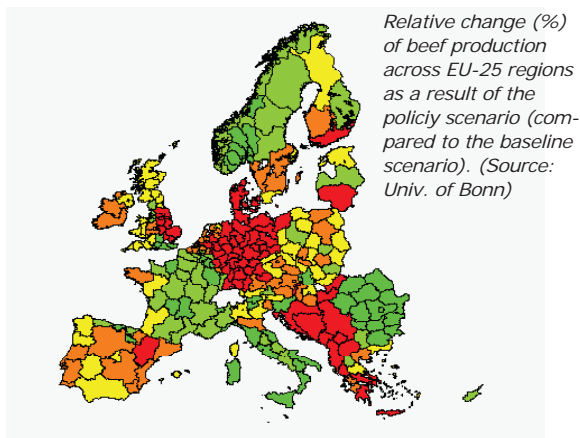 Relative change (%)
of beef production
across EU-25 regions
as a result of the
policiy scenario (com-
pared to the baseline
scenario). (Source:
Univ. of Bonn)